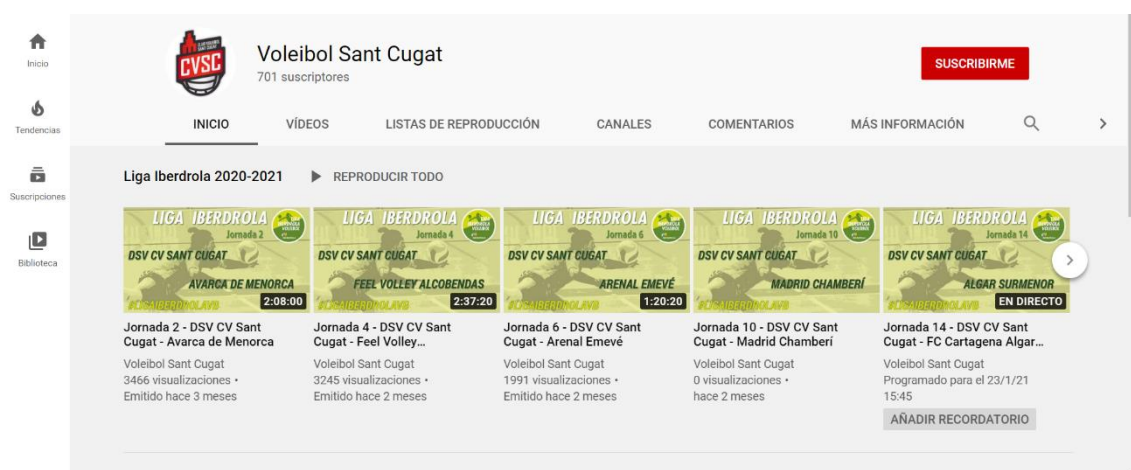 CVSC
Voleibol Sant Cugat
701 suscriptores
SUSCRIBIRME
Inicio
Tendencias
Suscripciones
Biblioteca
INICIO VÍDEOS LISTAS DE REPRODUCCIÓN CANALES COMENTARIOS MÁS INFORMACIÓN
Liga Iberdrola 2020-2021 REPRODUCIR TODO
LIGA IBERDROLA
Jornada 2
DSV CV SANT CUGAT
AVARCA DE MENORCA
#LIGAIBERDROLAVB
2:08:00
Jornada 2 - DSV CV Sant
Cugat - Avarca de Menorca
Voleibol Sant Cugat
3466 visualizaciones •
Emitido hace 3 meses
LIGA IBERDROLA
Jornada 4
DSV CV SANT CUGAT
FEEL VOLLEY ALCOBENDAS
#LIGAIBERDROLAVB
2:37:20
Jornada 4 - DSV CV Sant
Cugat - Feel Volley...
Voleibol Sant Cugat
3245 visualizaciones •
Emitido hace 2 meses
LIGA IBERDROLA
Jornada 6
DSV CV SANT CUGAT
ARENAL EMEVÉ
#LIGAIBERDROLAVB
1:20:20
Jornada 6 - DSV CV Sant
Cugat - Arenal Emevé
Voleibol Sant Cugat
1991 visualizaciones •
Emitido hace 2 meses
LIGA IBERDROLA
Jornada 10
DSV CV SANT CUGAT
MADRID CHAMBERÍ
#LIGAIBERDROLAVB
Jornada 10 - DSV CV Sant
Cugat - Madrid Chamberí
Voleibol Sant Cugat
0 visualizaciones •
hace 2 meses
LIGA IBERDROLA
Jornada 14
DSV CV SANT CUGAT
ALGAR SURMENOR
#LIGAIBERDROLAVB
EN DIRECTO
Jornada 14 - DSV CV Sant
Cugat - FC Cartagena Algar...
Voleibol Sant Cugat
Programado para el 23/1/21
15:45
AÑADIR RECORDATORIO